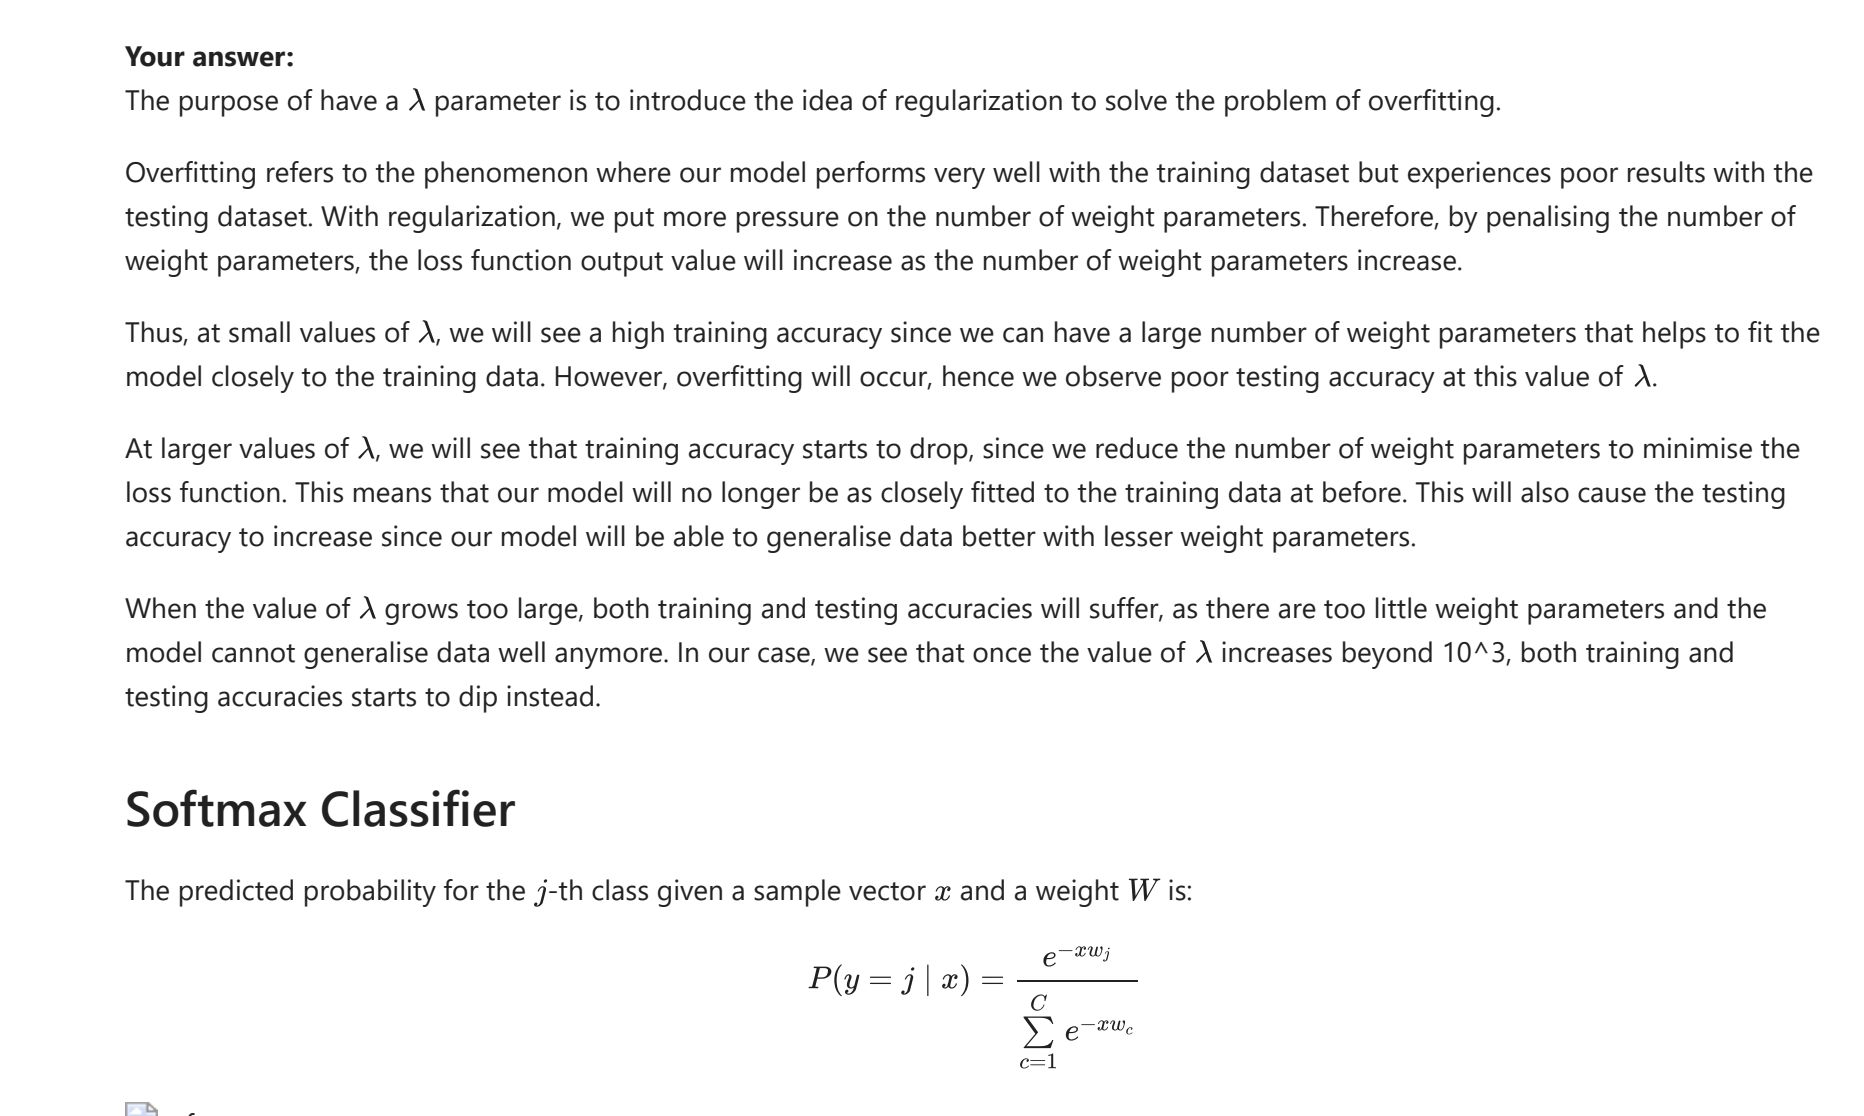 Your answer:
The purpose of have a λ parameter is to introduce the idea of regularization to solve the problem of overfitting.
Overfitting refers to the phenomenon where our model performs very well with the training dataset but experiences poor results with the
testing dataset. With regularization, we put more pressure on the number of weight parameters. Therefore, by penalising the number of
weight parameters, the loss function output value will increase as the number of weight parameters increase.
Thus, at small values of λ, we will see a high training accuracy since we can have a large number of weight parameters that helps to fit the
model closely to the training data. However, overfitting will occur, hence we observe poor testing accuracy at this value of λ.
At larger values of λ, we will see that training accuracy starts to drop, since we reduce the number of weight parameters to minimise the
loss function. This means that our model will no longer be as closely fitted to the training data at before. This will also cause the testing
accuracy to increase since our model will be able to generalise data better with lesser weight parameters.
When the value of λ grows too large, both training and testing accuracies will suffer, as there are too little weight parameters and the
model cannot generalise data well anymore. In our case, we see that once the value of λ increases beyond 10^3, both training and
testing accuracies starts to dip instead.
Softmax Classifier
The predicted probability for the j-th class given a sample vector x and a weight W is:
P(y = j | x) = e^{-xw_j} / \sum_{c=1}^{C} e^{-xw_c}